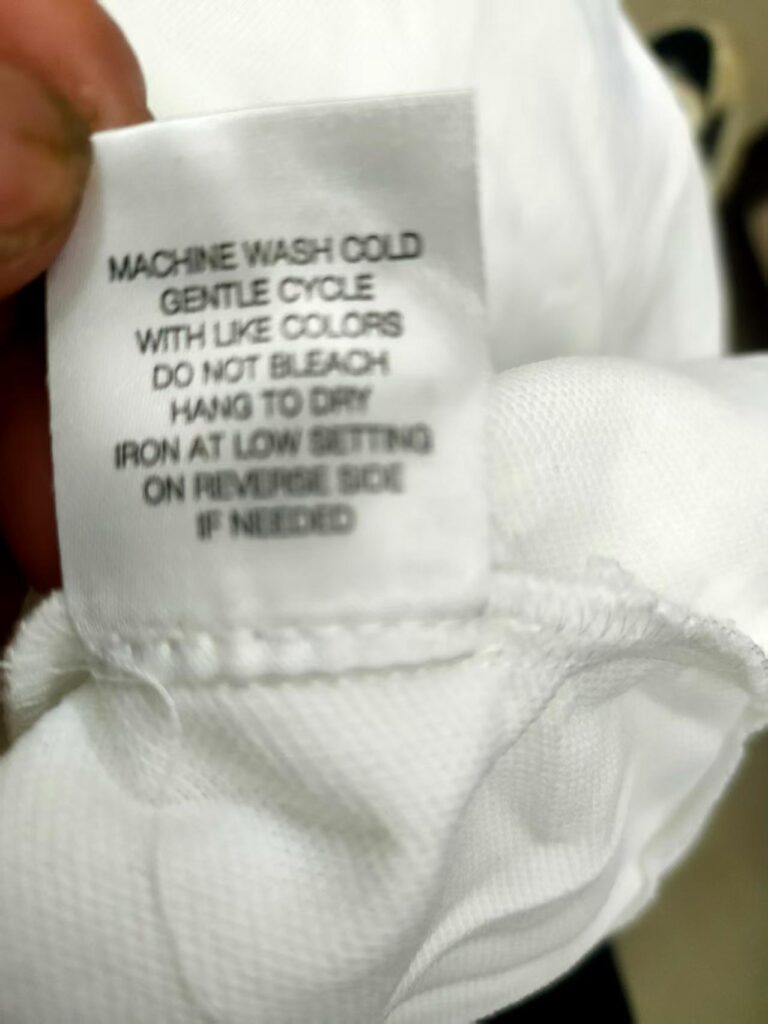 MACHINE WASH COLD
GENTLE CYCLE
WITH LIKE COLORS
DO NOT BLEACH
HANG TO DRY
IRON AT LOW SETTING
ON REVERSE SIDE
IF NEEDED